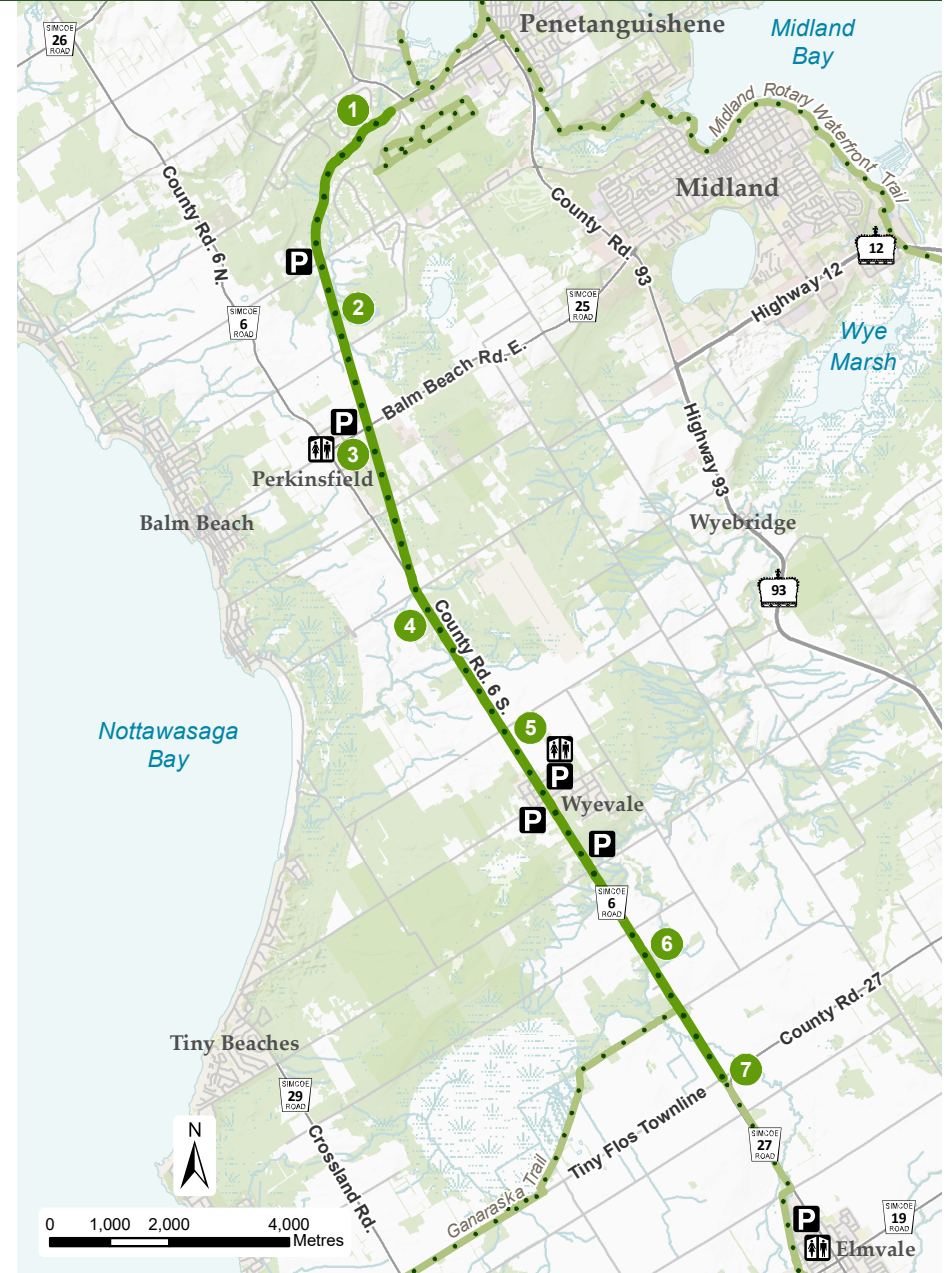 Penetanguishene
Midland
Bay
SIMCOE
26
ROAD
1
Midland Rotary Waterfront Trail
Midland
County Rd. 6 N.
County Rd. 93
12
P
Highway 12
SIMCOE
25
ROAD
2
SIMCOE
6
ROAD
Wye
Marsh
Balm Beach Rd. E.
P
3
Perkinsfield
Highway 93
Balm Beach
Wyebridge
93
4
County Rd. 6 S.
Nottawasaga
Bay
5
P
Wyevale
P
P
SIMCOE
6
ROAD
6
County Rd. 27
Tiny Beaches
7
SIMCOE
29
ROAD
Tiny Flos Townline
SIMCOE
27
ROAD
N
Crossland Rd.
Ganaraska Trail
P
SIMCOE
19
ROAD
Elmvale
0 1,000 2,000 4,000
Metres